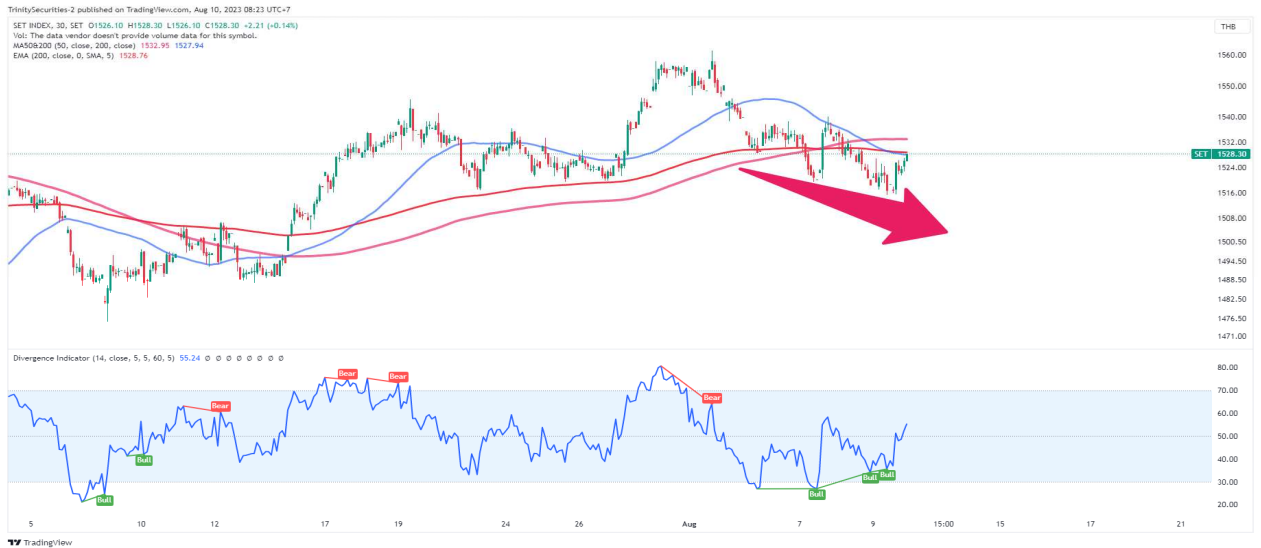 TrinitySecurities-2 published on TradingView.com, Aug 10, 2023 08:23 UTC+7
SET INDEX, 30, SET O1526.10 H1528.30 L1526.10 C1528.30 +2.21 (+0.14%)
THB
Vol: The data vendor doesn't provide volume data for this symbol.
MA50&200 (50, close, 200, close) 1532.95 1527.94
EMA (200, close, 0, SMA, 5) 1528.76
1560.00
1550.00
1540.00
1532.00
SET 1528.30
1524.00
1516.00
1508.00
1500.50
1494.50
1488.50
1482.50
1476.50
1471.00
Divergence Indicator (14, close, 5, 5, 60, 5) 55.24 ∅ ∅ ∅ ∅ ∅ ∅ ∅ ∅
80.00
70.00
60.00
50.00
40.00
30.00
20.00
Bear
Bear
Bear
Bear
Bull
Bull
Bull
Bull
Bull
5 10 12 17 19 24 26 Aug 7 9 15:00 15 17 21
TradingView